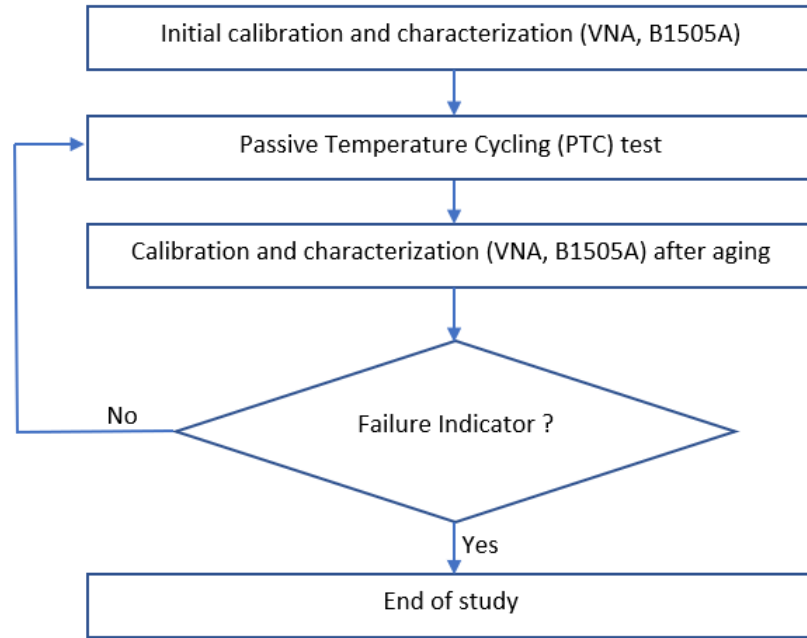 Initial calibration and characterization (VNA, B1505A)
Passive Temperature Cycling (PTC) test
Calibration and characterization (VNA, B1505A) after aging
Failure Indicator ?
No
Yes
End of study